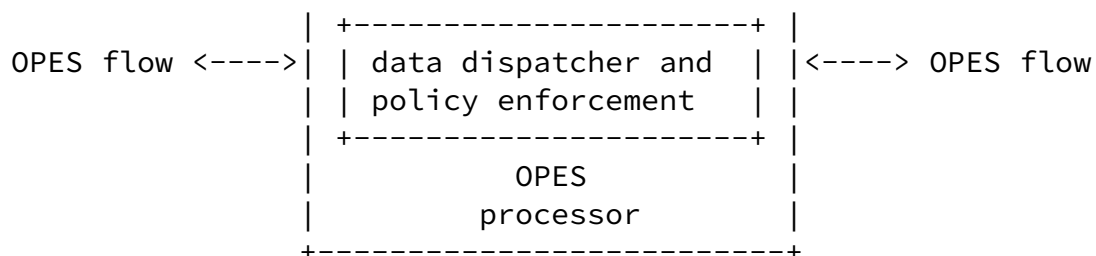 | +----------------------+ |
OPES flow <---->| | data dispatcher and | |<----> OPES flow
| | policy enforcement | |
| +----------------------+ |
| OPES |
| processor |
+--------------------------+